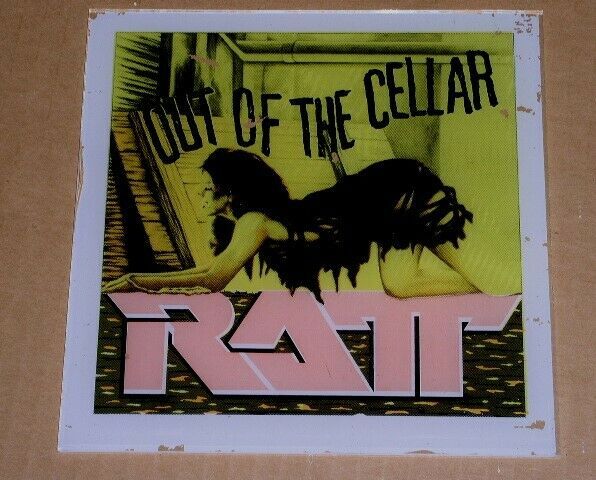 OUT OF THE CELLAR
RATT